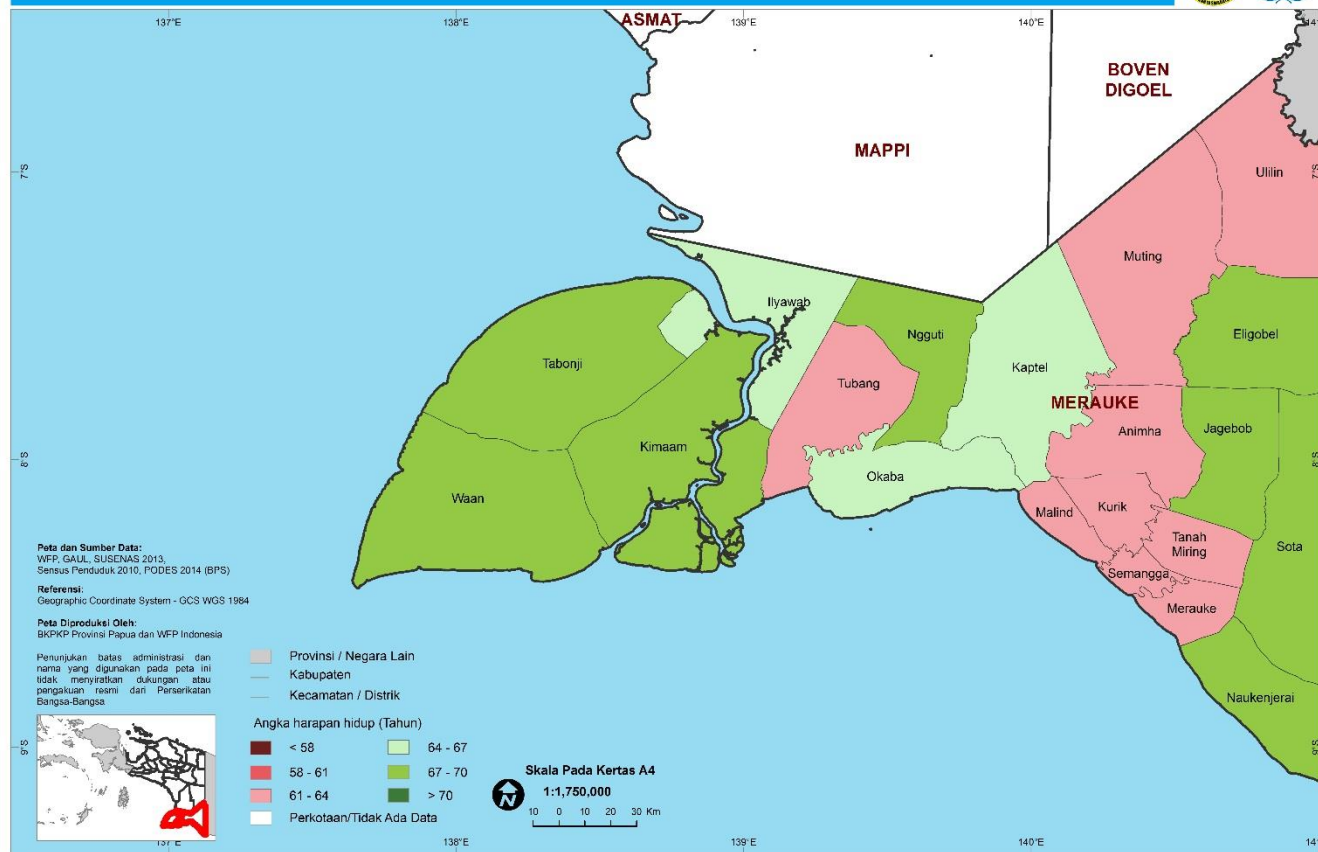 137°E
138°E
139°E
140°E
ASMAT
BOVEN
DIGOEL
MAPPI
7°S
7°S
Ulilin
Muting
Ilyawab
Ngguti
Eligobel
Tabonji
Tubang
Kaptel
MERAUKE
Animha
Jagebob
Kimaam
8°S
8°S
Okaba
Waan
Malind
Kurik
Tanah
Miring
Sota
Semangga
Merauke
Naukenjerai
Peta dan Sumber Data:
WFP, GAUL, SUSENAS 2013,
Sensus Penduduk 2010, PODES 2014 (BPS)
Referensi:
Geographic Coordinate System - GCS WGS 1984
Peta Diproduksi Oleh:
BKPKP Provinsi Papua dan WFP Indonesia
Penunjukan batas administrasi dan
nama yang digunakan pada peta ini
tidak menyiratkan dukungan atau
pengakuan resmi dari Perserikatan
Bangsa-Bangsa
Provinsi / Negara Lain
Kabupaten
Kecamatan / Distrik
Angka harapan hidup (Tahun)
< 58
64 - 67
58 - 61
67 - 70
61 - 64
> 70
Perkotaan/Tidak Ada Data
Skala Pada Kertas A4
1:1,750,000
N
10 0 10 20 30 Km
9°S
9°S
137°E
138°E
139°E
140°E